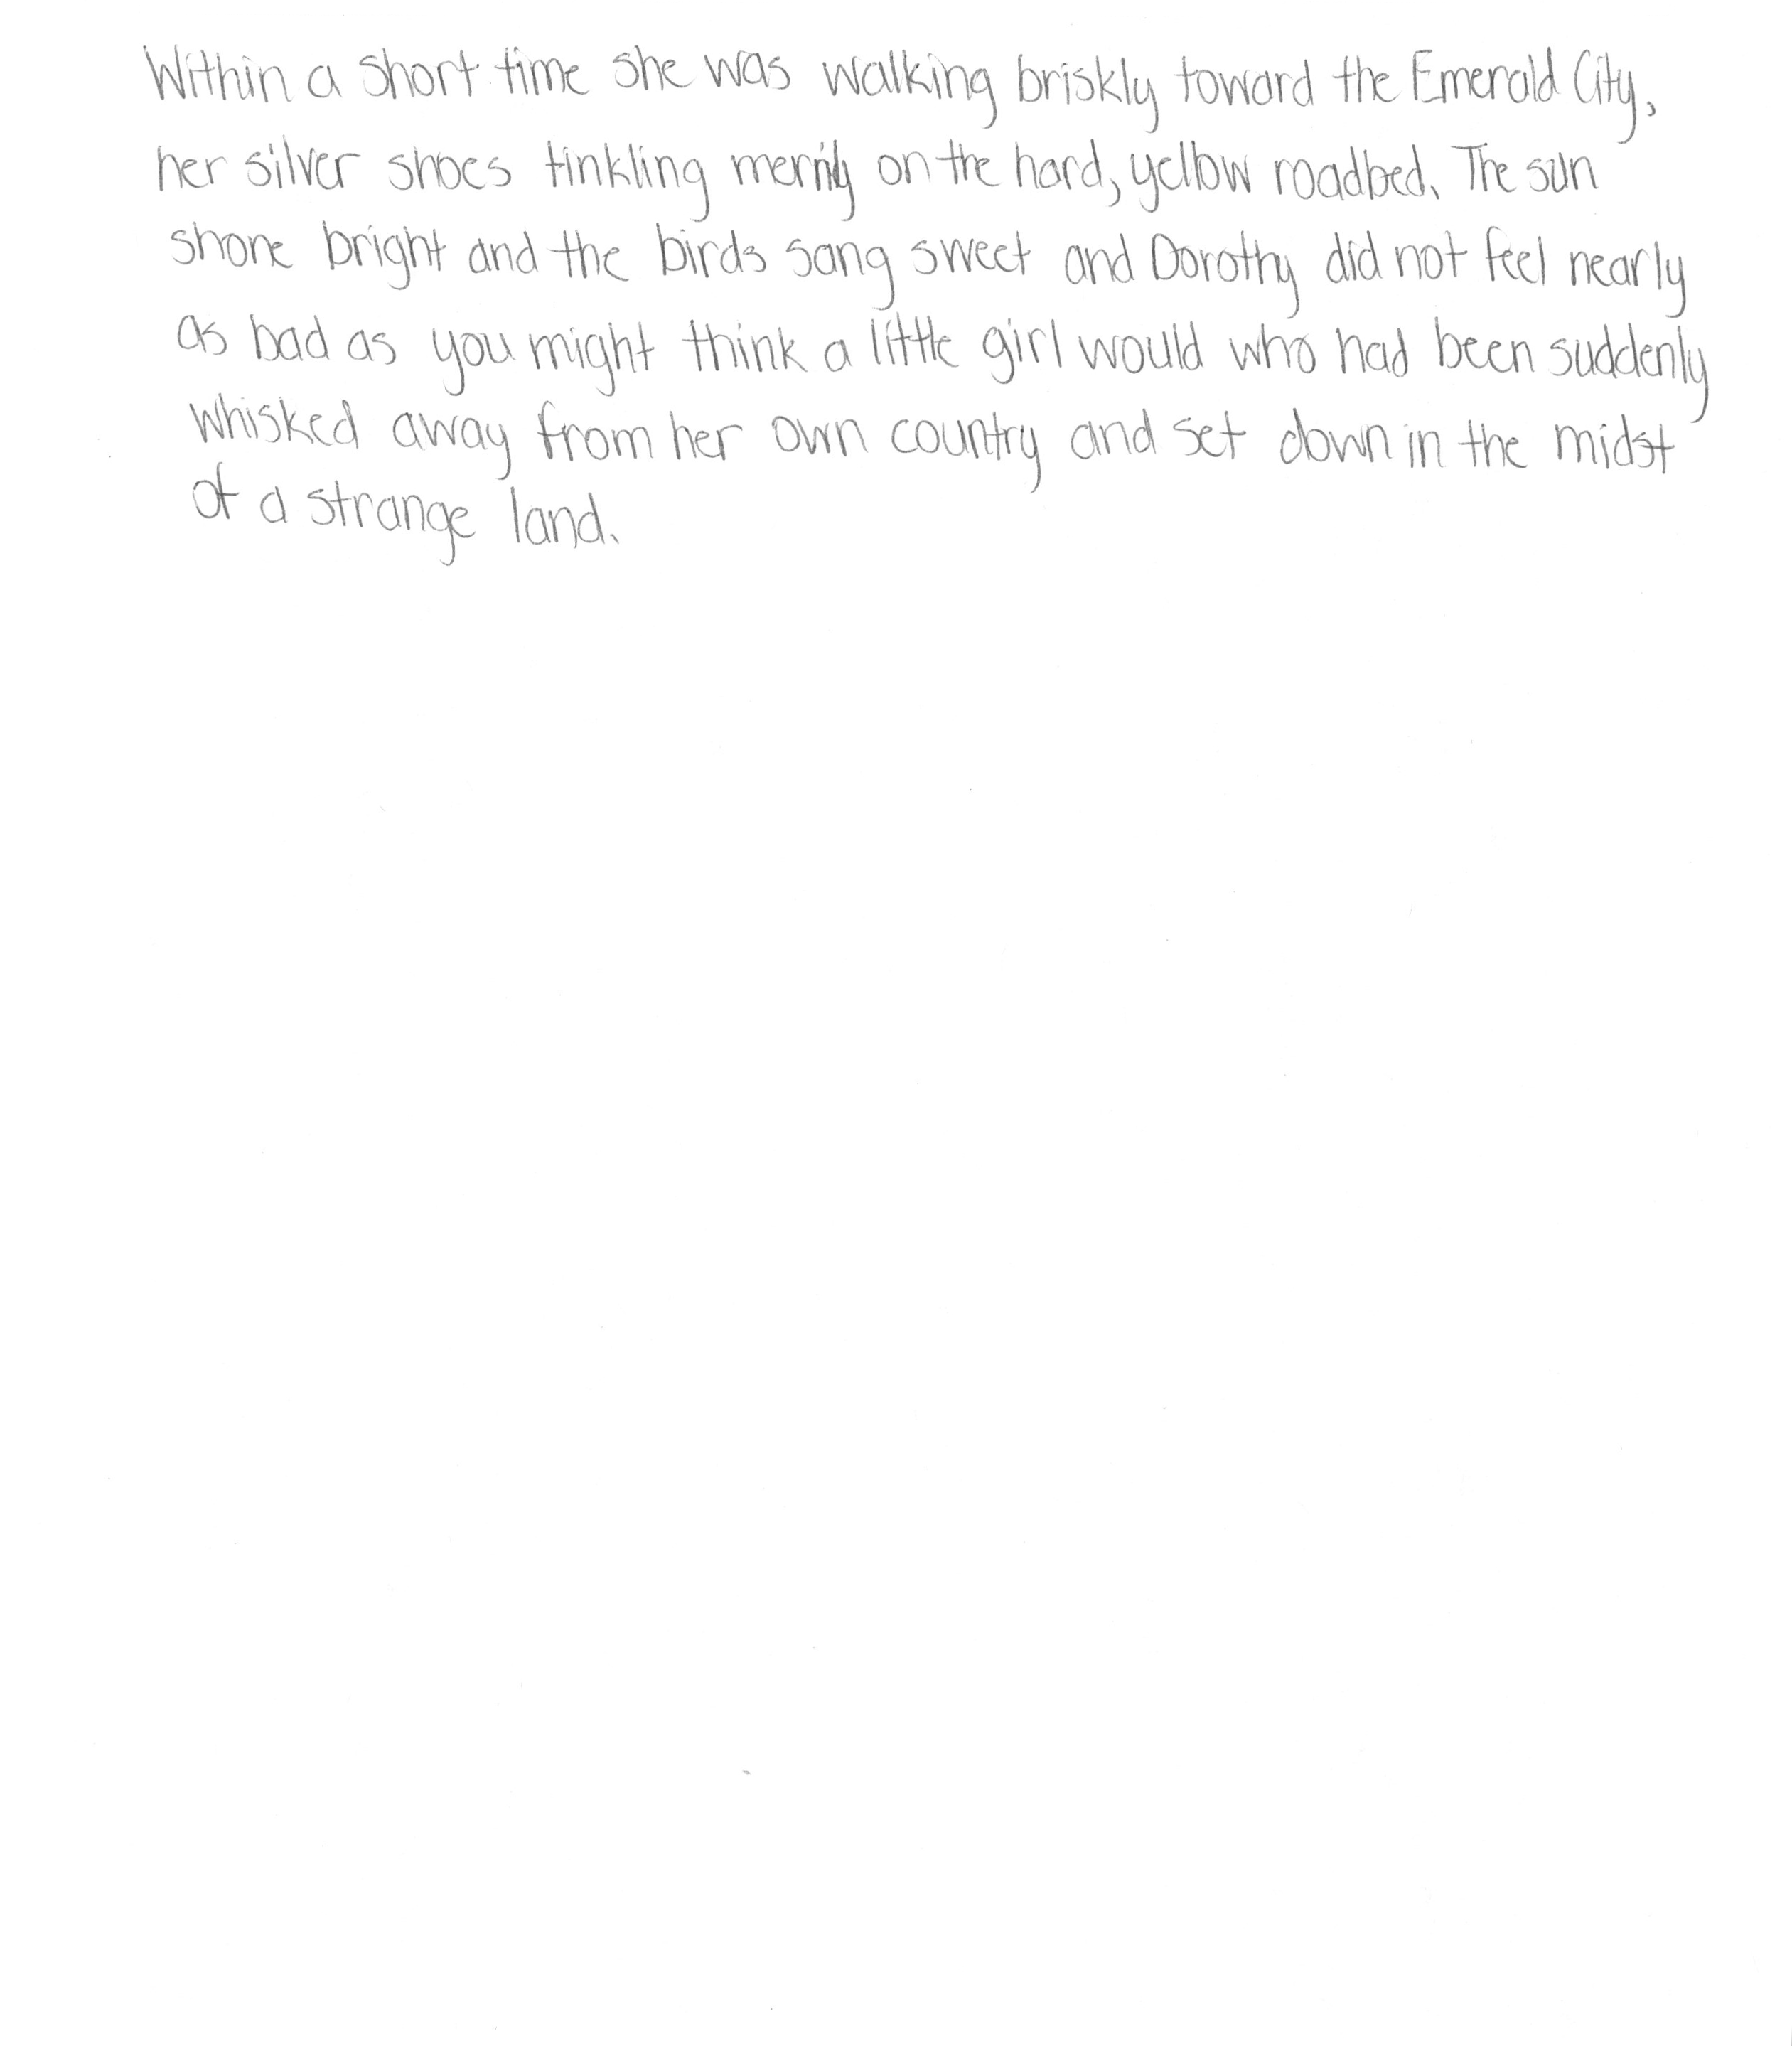 Within a short time she was walking briskly toward the Emerald City,
her silver shoes tinkling merrily on the hard, yellow roadbed. The sun
shone bright and the birds sang sweet and Dorothy did not feel nearly
as bad as you might think a little girl would who had been suddenly
whisked away from her own country and set down in the midst
of a strange land.